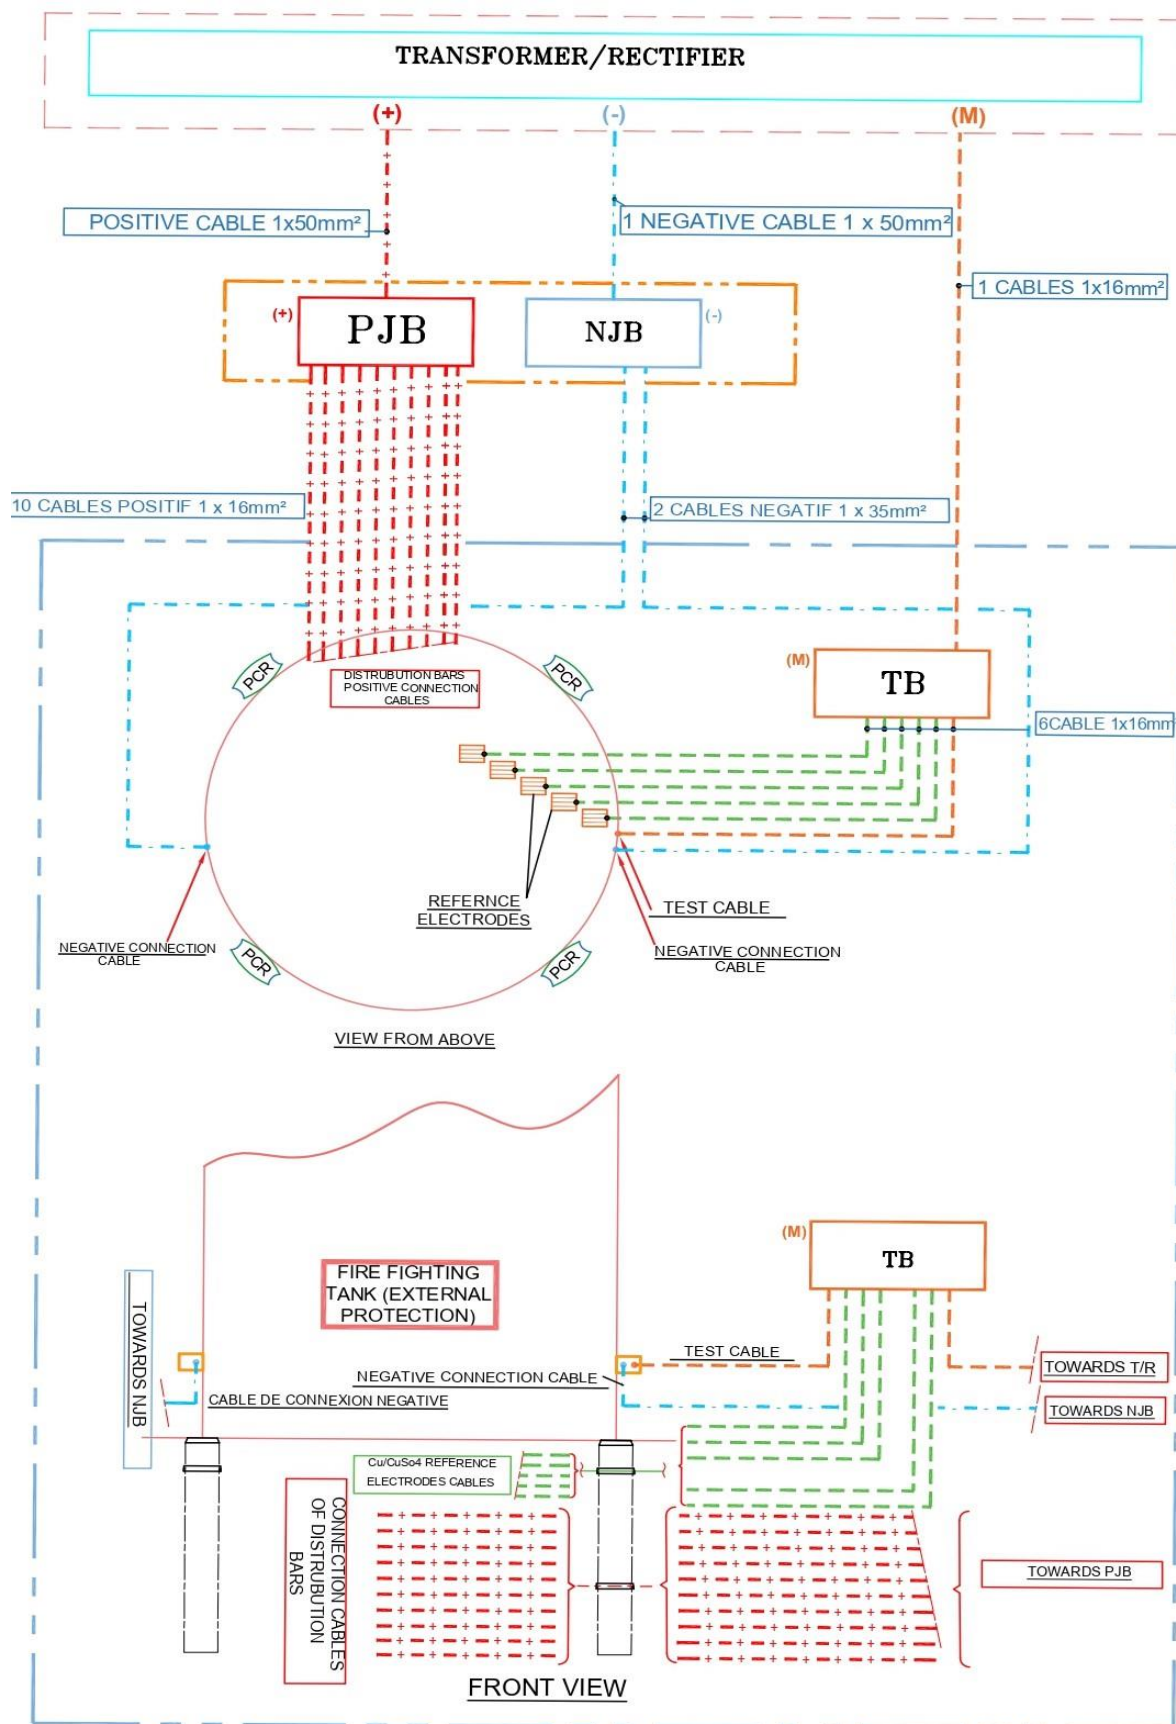 TRANSFORMER/RECTIFIER
(+)
(-)
(M)
POSITIVE CABLE 1x50mm²
1 NEGATIVE CABLE 1 x 50mm²
1 CABLES 1x16mm²
(+)
PJB
NJB
(-)
10 CABLES POSITIF 1 x 16mm²
2 CABLES NEGATIF 1 x 35mm²
PCR
PCR
DISTRUBUTION BARS
POSITIVE CONNECTION
CABLES
(M)
TB
6CABLE 1x16mm
REFERNCE
ELECTRODES
TEST CABLE
NEGATIVE CONNECTION
CABLE
NEGATIVE CONNECTION
CABLE
PCR
PCR
VIEW FROM ABOVE
(M)
TB
FIRE FIGHTING
TANK (EXTERNAL
PROTECTION)
TOWARDS NJB
TEST CABLE
NEGATIVE CONNECTION CABLE
CABLE DE CONNEXION NEGATIVE
TOWARDS T/R
TOWARDS NJB
Cu/CuSo4 REFERENCE
ELECTRODES CABLES
CONNECTION CABLES
OF DISTRUBUTION
BARS
TOWARDS PJB
FRONT VIEW